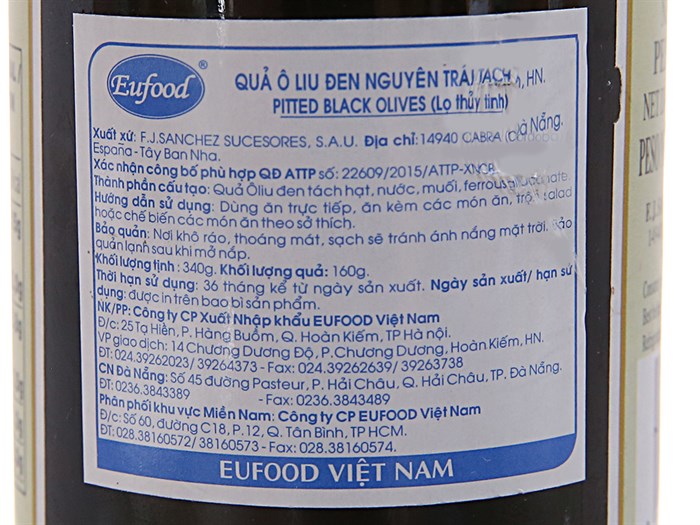 Eufood®
QUẢ Ô LIU ĐEN NGUYÊN TRÁI TÁCH HN.
PITTED BLACK OLIVES (Lọ thủy tinh)
Đà Nẵng.
Xuất xứ: F.J.SANCHEZ SUCESORES, S.A.U. Địa chỉ:14940 CABRA
España-Tây Ban Nha.
Xác nhận công bố phù hợp QĐ ATTP số: 22609/2015/ATTP-XNCB
Thành phần cấu tạo: Quả Ôliu đen tách hạt, nước, muối, ferrous
Hướng dẫn sử dụng: Dùng ăn trực tiếp, ăn kèm các món ăn, trộn salad
hoặc chế biến các món ăn theo sở thích.
Bảo quản: Nơi khô ráo, thoáng mát, sạch sẽ tránh ánh nắng mặt trời. Bảo
quản lạnh sau khi mở nắp.
Khối lượng tịnh : 340g. Khối lượng quả: 160g.
Thời hạn sử dụng: 36 tháng kể từ ngày sản xuất. Ngày sản xuất/ hạn sử
dụng: được in trên bao bì sản phẩm.
NK/PP: Công ty CP Xuất Nhập khẩu EUFOOD Việt Nam
Đ/c: 25 Tạ Hiền, P. Hàng Buồm, Q. Hoàn Kiếm, TP Hà nội.
VP giao dịch: 14 Chương Dương Độ, P.Chương Dương, Hoàn Kiếm, HN.
ĐT: 024.39262023/ 39264373 - Fax: 024.39262639/ 39263738
CN Đà Nẵng: Số 45 đường Pasteur, P. Hải Châu, Q. Hải Châu, TP. Đà Nẵng.
ĐT: 0236.3843389 - Fax: 0236.3843489
Phân phối khu vực Miền Nam: Công ty CP EUFOOD Việt Nam
Đ/c: Số 60, đường C18, P.12, Q. Tân Bình, TP HCM.
ĐT: 028.38160572/ 38160573 - Fax: 028.38160574.
EUFOOD VIỆT NAM